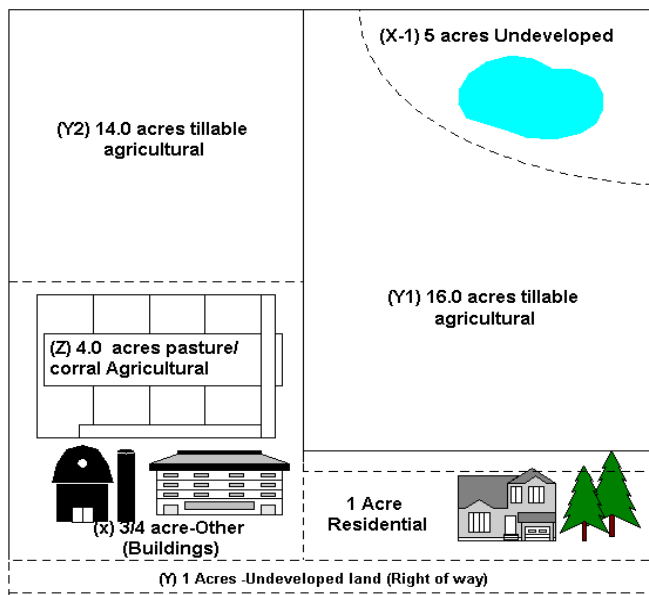 (X-1) 5 acres Undeveloped
(Y2) 14.0 acres tillable
agricultural
(Y1) 16.0 acres tillable
agricultural
(Z) 4.0 acres pasture/
corral Agricultural
1 Acre
Residential
(x) 3/4 acre-Other
(Buildings)
(Y) 1 Acres -Undeveloped land (Right of way)